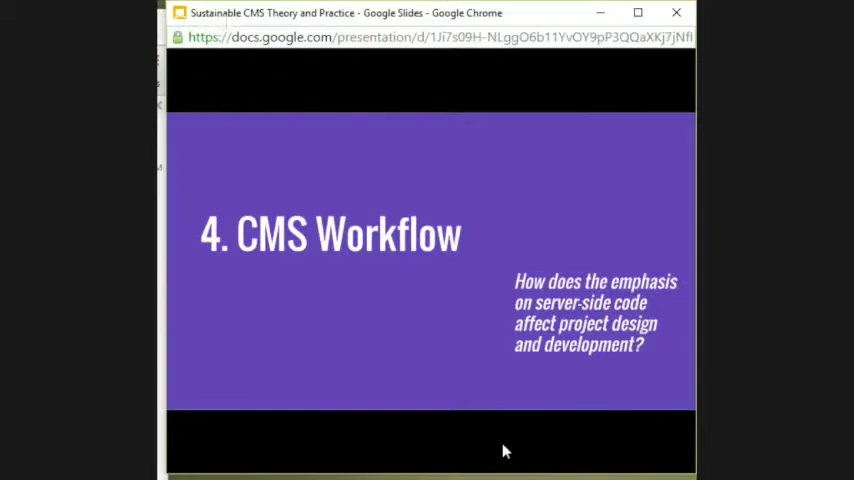 Sustainable CMS Theory and Practice - Google Slides - Google Chrome
https://docs.google.com/presentation/d/1Ji7s09H-NLggO6b11YvOY9pP3QQaXKj7jNfI
4. CMS Workflow
How does the emphasis
on server-side code
affect project design
and development?